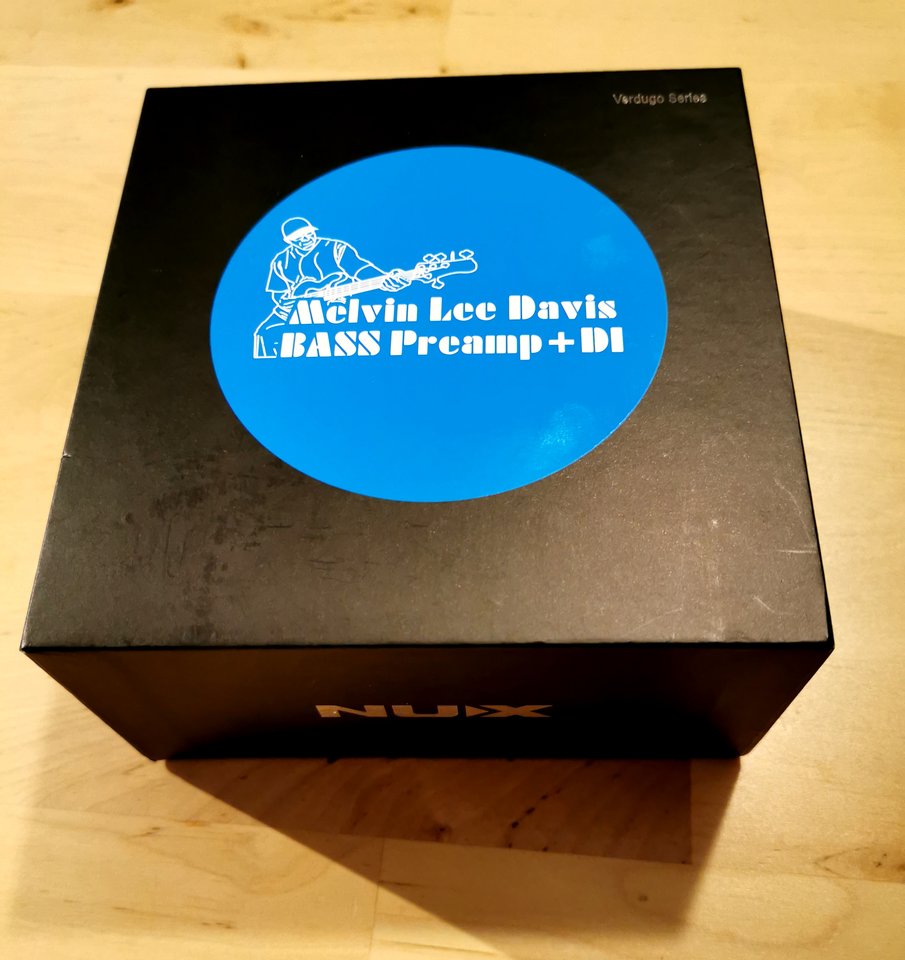 Verdugo Series
Melvin Lee Davis
BASS Preamp + DI
NUX